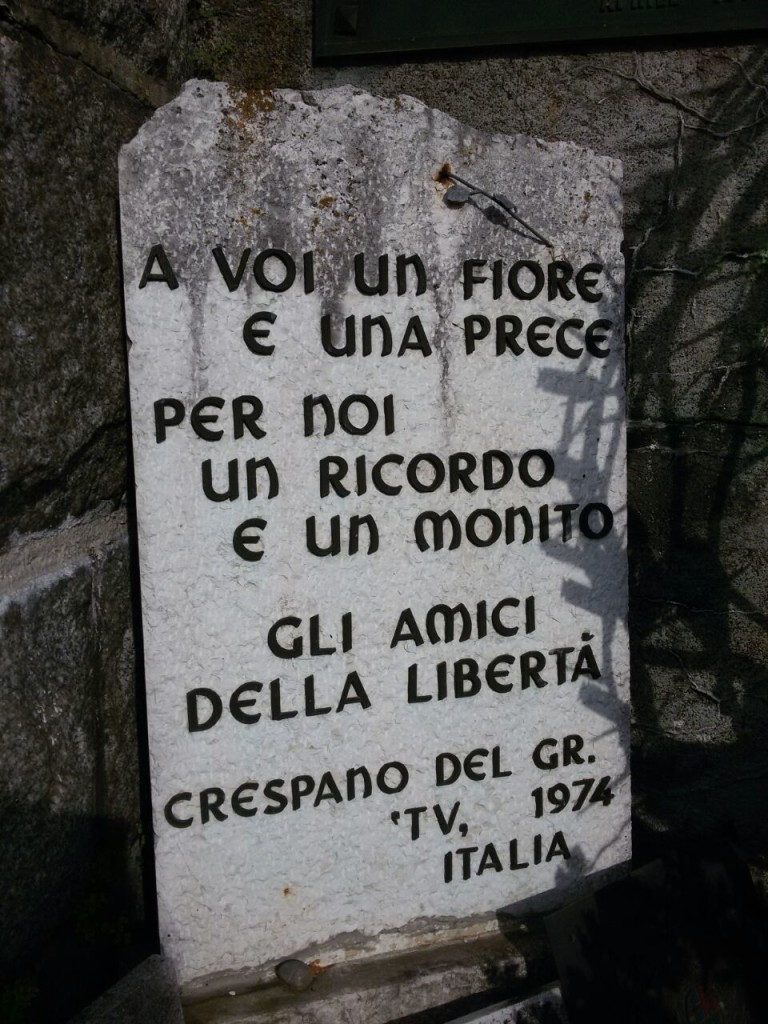 A VOI UN FIORE
E UNA PRECE
PER NOI
UN RICORDO
E UN MONITO
GLI AMICI
DELLA LIBERTÀ
CRESPANO DEL GR.
'TV, 1974
ITALIA